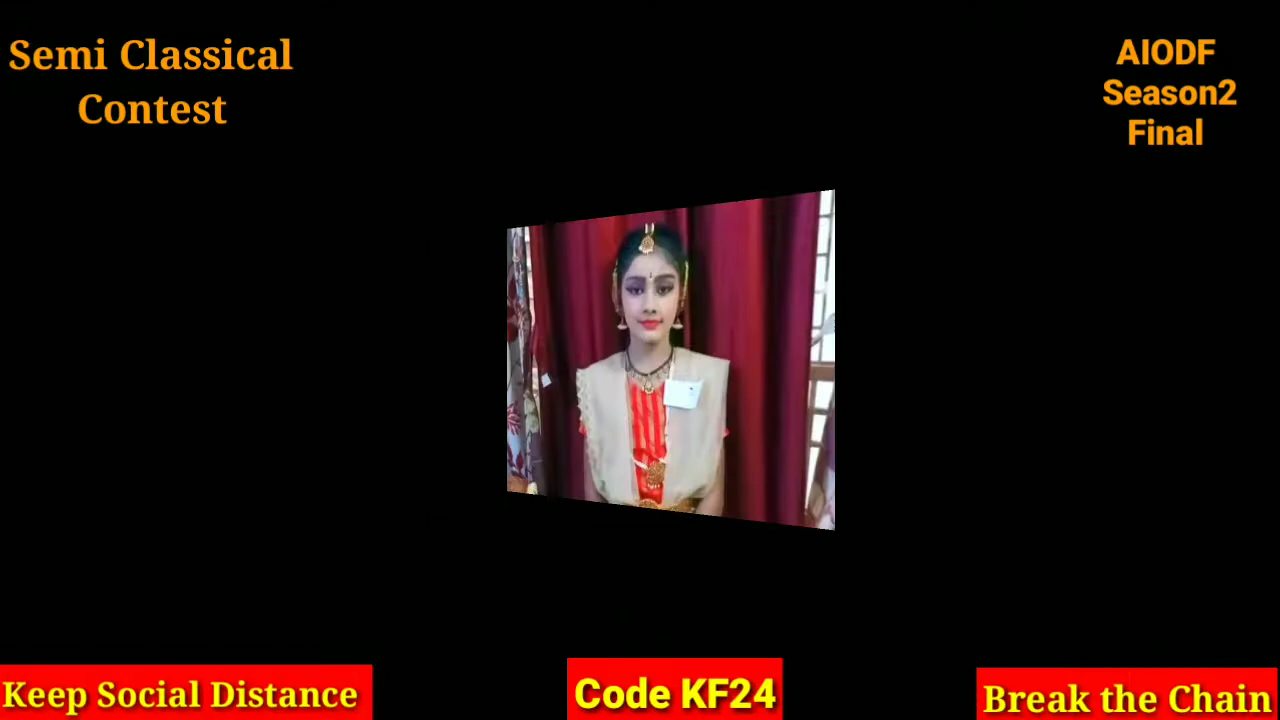 Semi Classical
Contest
AIODF
Season2
Final
Keep Social Distance
Code KF24
Break the Chain